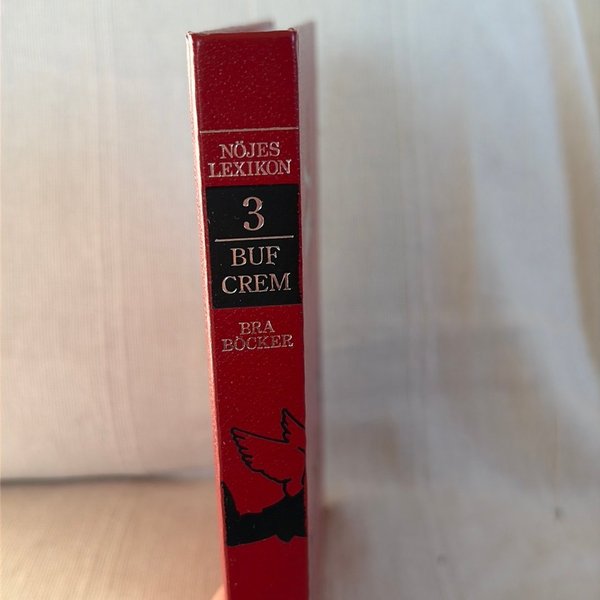 NÖJES
LEXIKON
3
BUF
CREM
BRA
BÖCKER